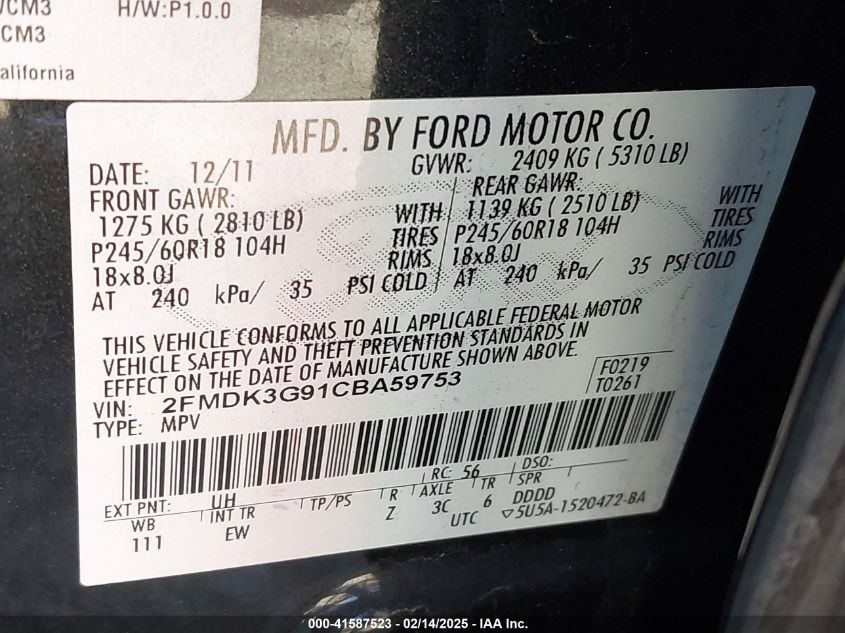 /CM3 H/W:P1.0.0
CM3
alifornia
MFD. BY FORD MOTOR CO.
DATE: 12/11 GVWR: 2409 KG ( 5310 LB)
FRONT GAWR: REAR GAWR:
1275 KG ( 2810 LB) WITH 1139 KG ( 2510 LB) WITH
P245/60R18 104H TIRES P245/60R18 104H TIRES
18x8.0J RIMS 18x8.0J RIMS
AT 240 kPa/ 35 PSI COLD AT 240 kPa/ 35 PSI COLD
THIS VEHICLE CONFORMS TO ALL APPLICABLE FEDERAL MOTOR
VEHICLE SAFETY AND THEFT PREVENTION STANDARDS IN
EFFECT ON THE DATE OF MANUFACTURE SHOWN ABOVE.
F0219
T0261
VIN: 2FMDK3G91CBA59753
TYPE: MPV
RC: 56 DSO:
EXT PNT: UH
WB INT TR TP/PS R AXLE TR SPR
111 EW Z 3C 6 DDDD
UTC ▽5U5A-1520472-BA
000-41587523 — 02/14/2025 — IAA Inc.